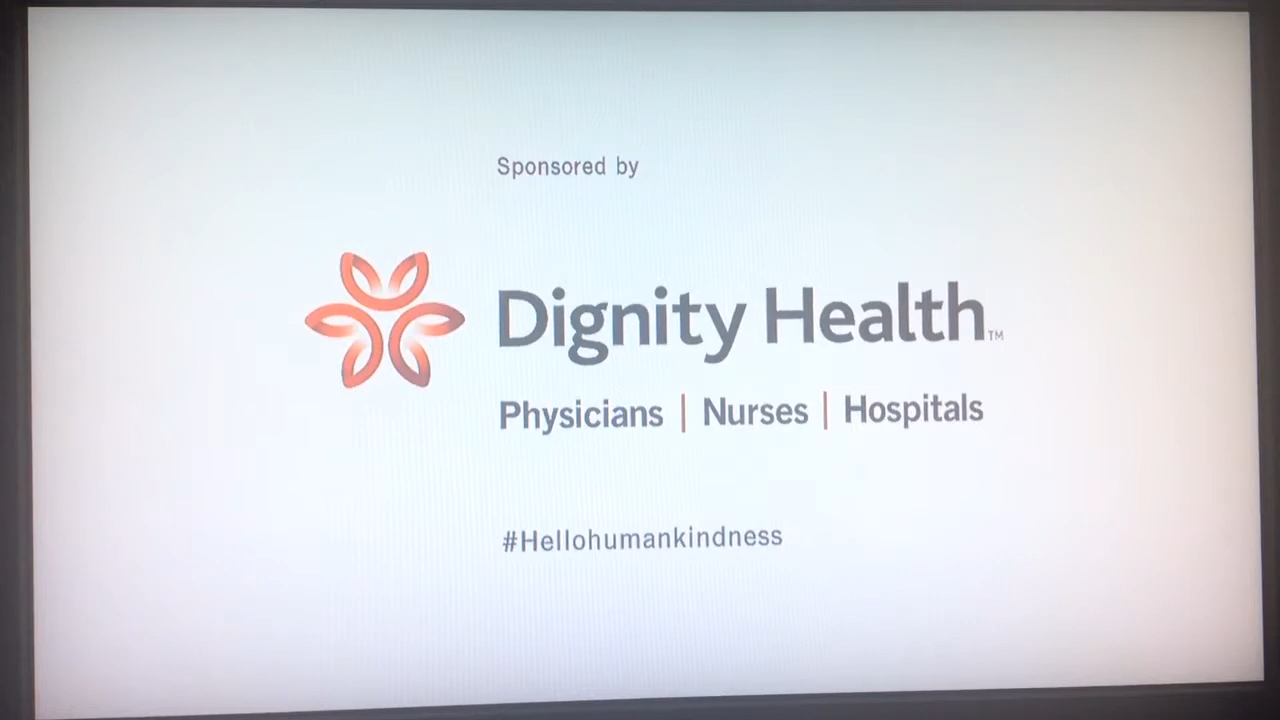 Sponsored by
Dignity Health™
Physicians | Nurses | Hospitals
#Hellohumankindness